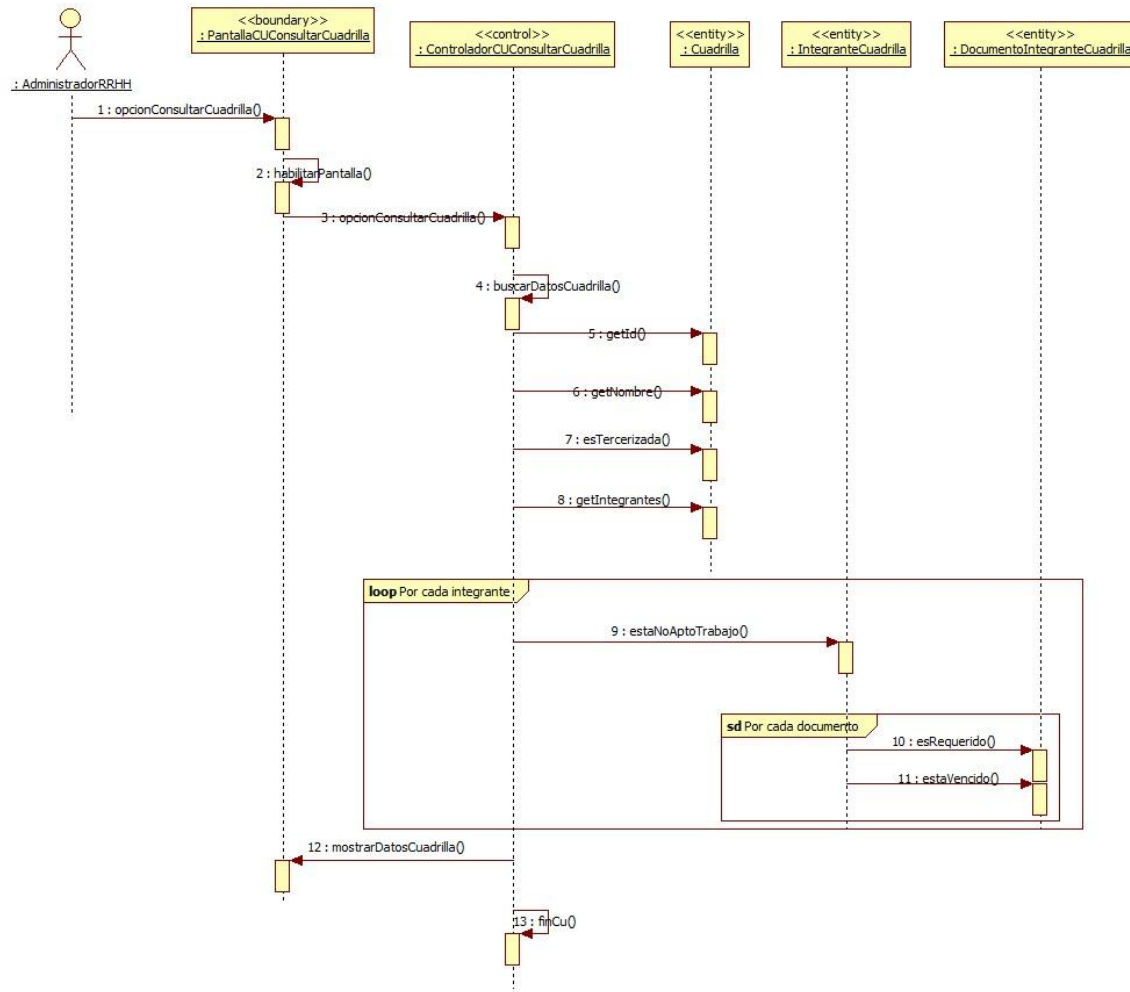 <<boundary>>
: PantallaCUConsultarCuadrilla
<<control>>
: ControladorCUConsultarCuadrilla
<<entity>>
: Cuadrilla
<<entity>>
: IntegranteCuadrilla
<<entity>>
: DocumentoIntegranteCuadrilla
: AdministradorRRHH
1 : opcionConsultarCuadrilla()
2 : habilitarPantalla()
3 : opcionConsultarCuadrilla()
4 : buscarDatosCuadrilla()
5 : getId()
6 : getNombre()
7 : esTercerizada()
8 : getIntegrantes()
loop Por cada integrante
9 : estaNoAptoTrabajo()
sd Por cada documento
10 : esRequerido()
11 : estaVencido()
12 : mostrarDatosCuadrilla()
13 : finCu()